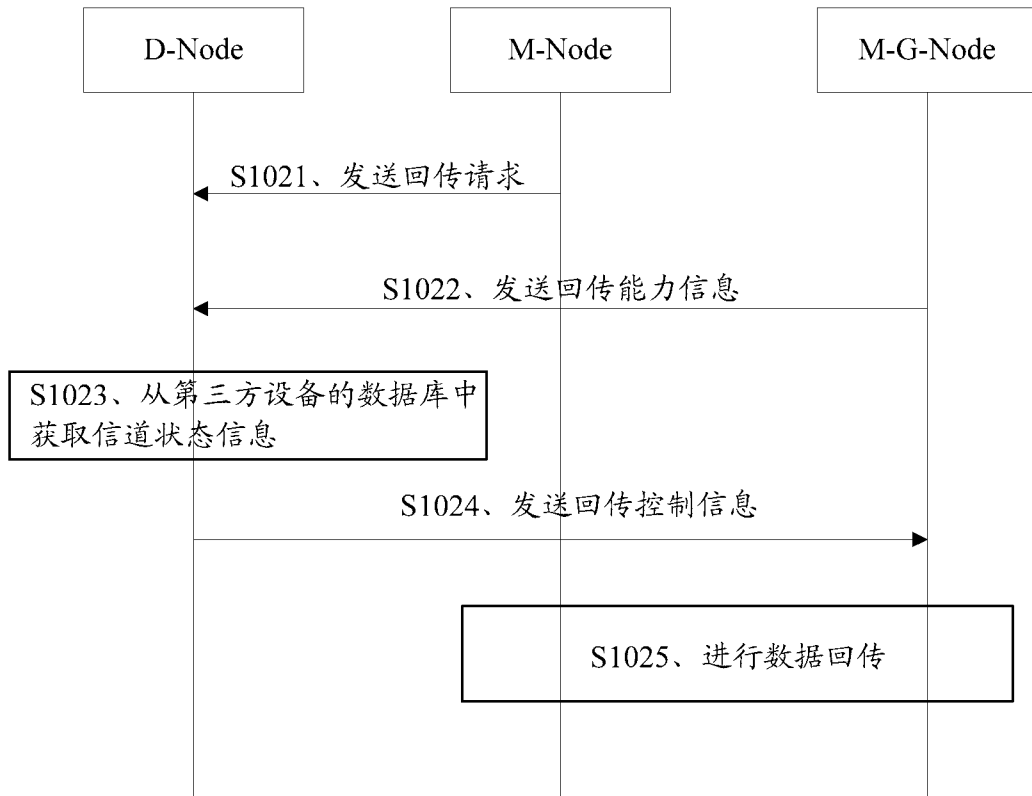 D-Node
M-Node
M-G-Node
S1021、发送回传请求
S1022、发送回传能力信息
S1023、从第三方设备的数据库中
获取信道状态信息
S1024、发送回传控制信息
S1025、进行数据回传